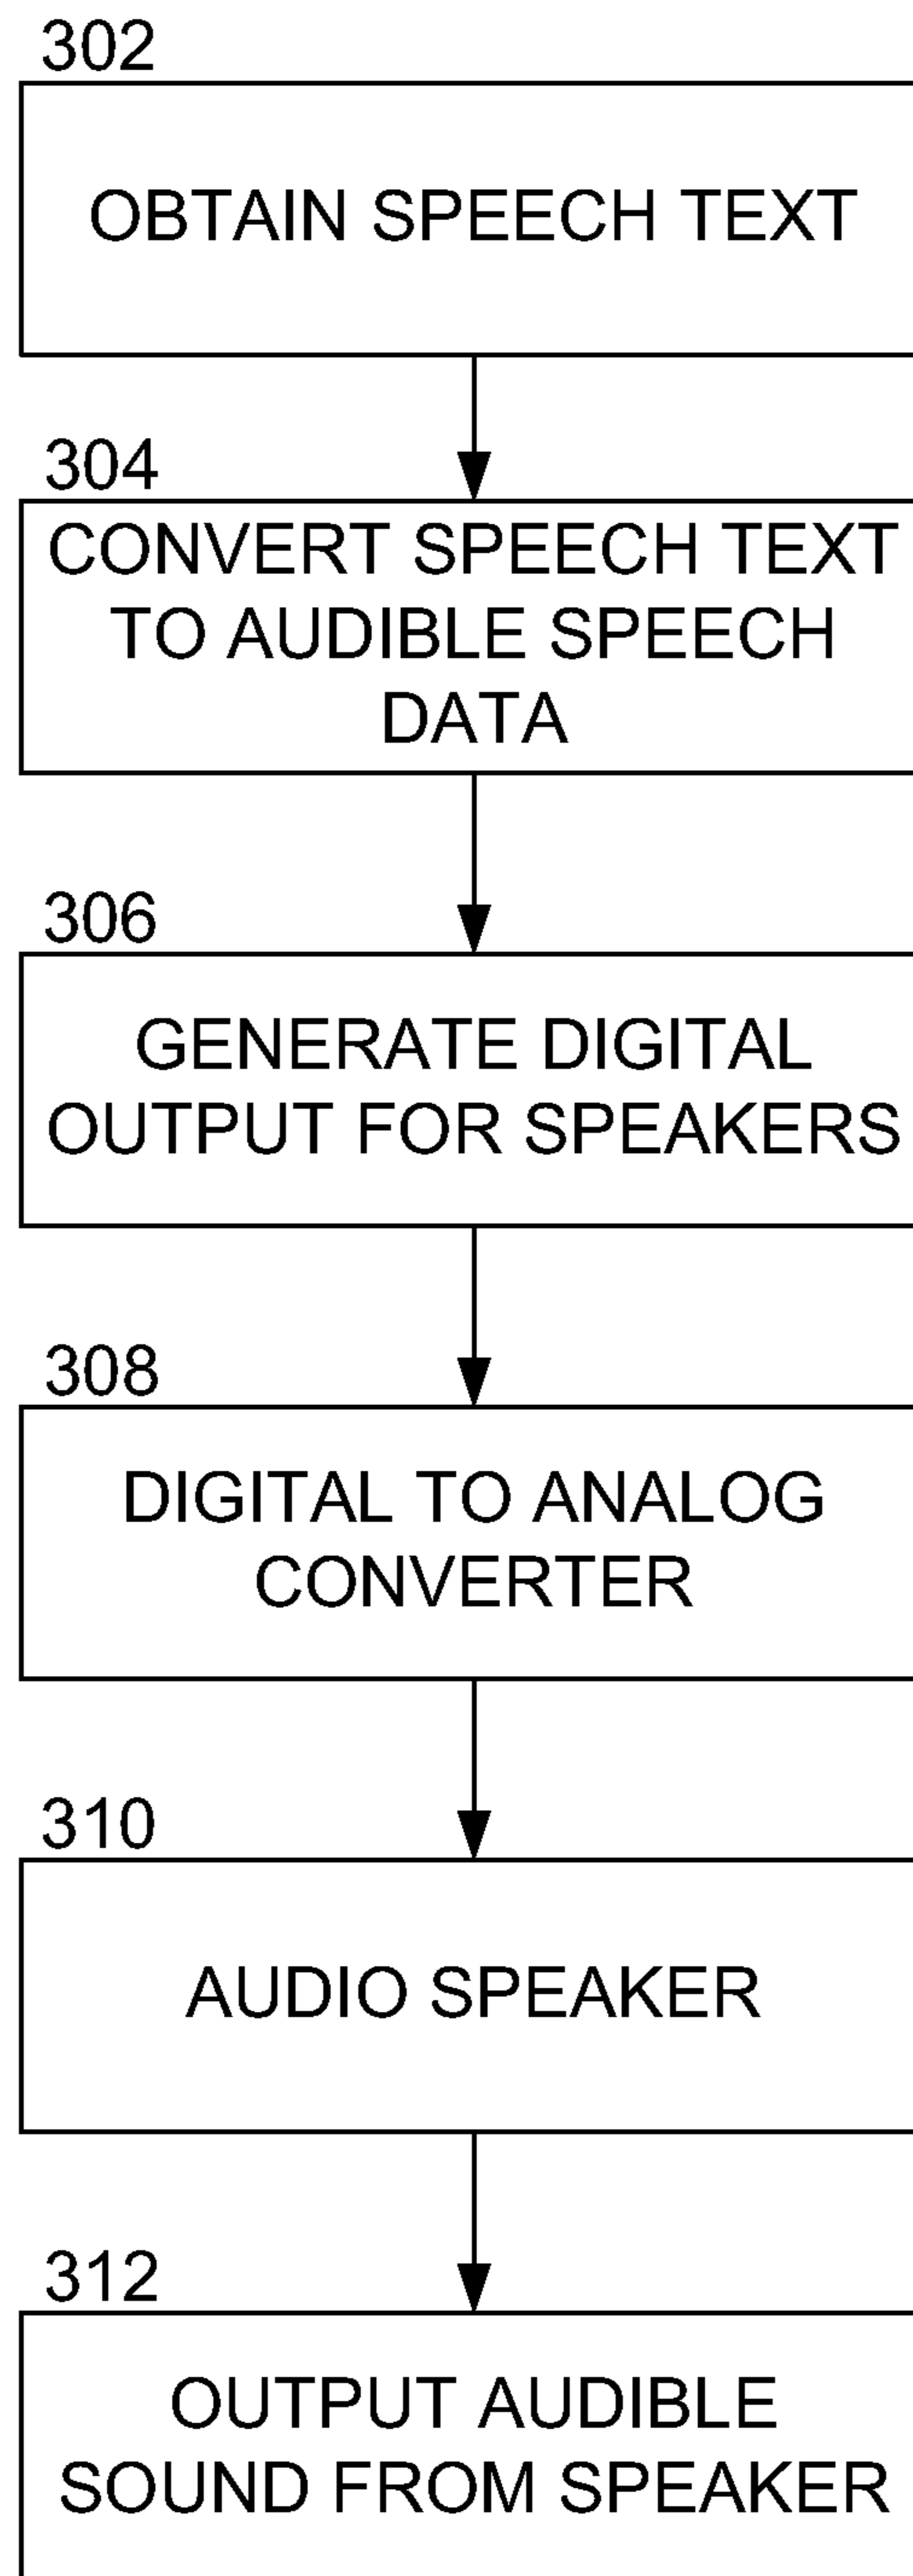 302
OBTAIN SPEECH TEXT
304
CONVERT SPEECH TEXT
TO AUDIBLE SPEECH
DATA
306
GENERATE DIGITAL
OUTPUT FOR SPEAKERS
308
DIGITAL TO ANALOG
CONVERTER
310
AUDIO SPEAKER
312
OUTPUT AUDIBLE
SOUND FROM SPEAKER